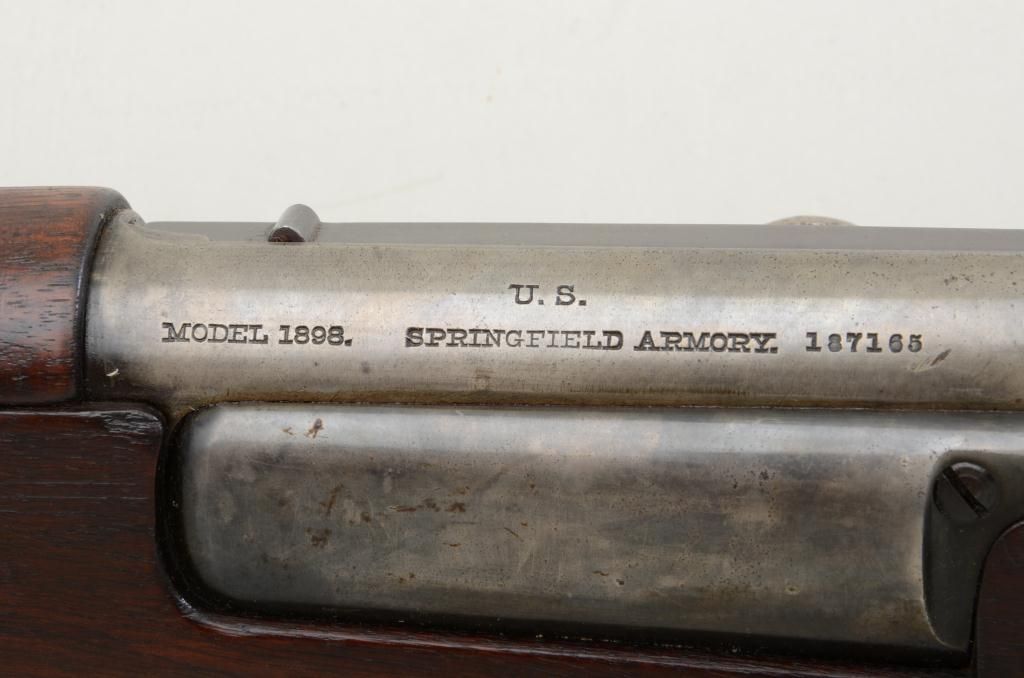 U.S.
MODEL 1898. SPRINGFIELD ARMORY. 187165